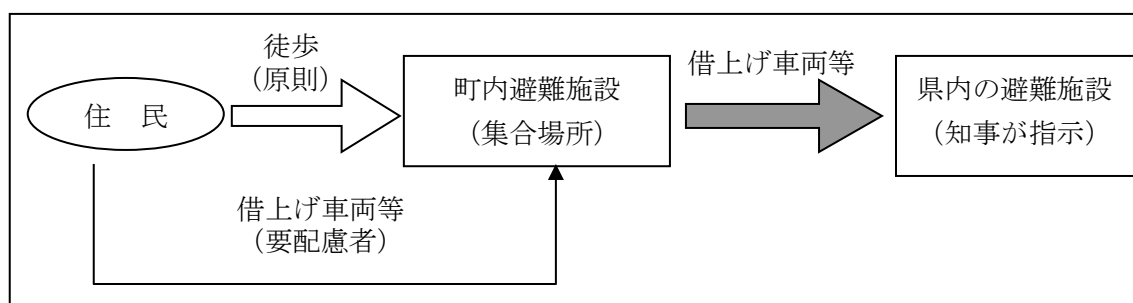 徒歩
(原則)
住　民
町内避難施設
(集合場所)
借上げ車両等
県内の避難施設
(知事が指示)
借上げ車両等
(要配慮者)